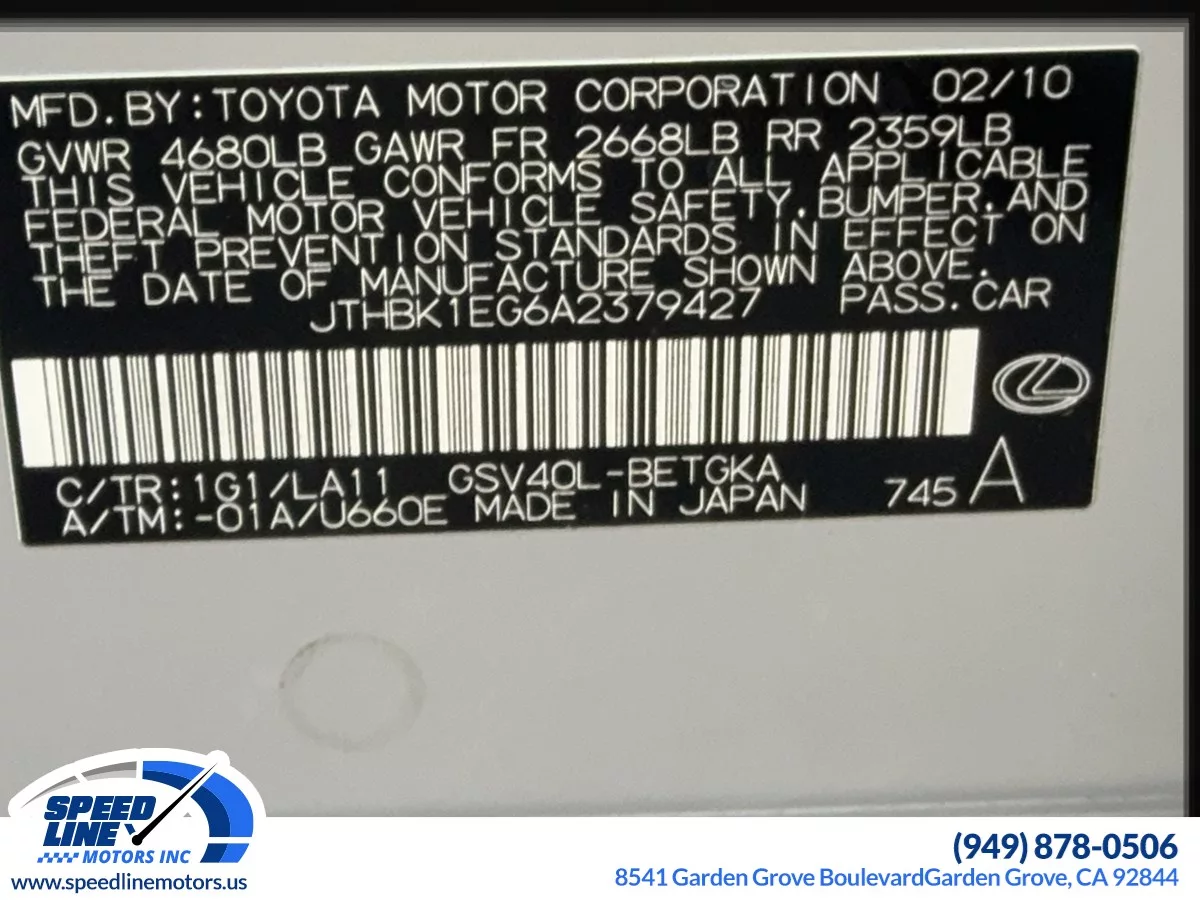 MFD.BY:TOYOTA MOTOR CORPORATION 02/10
GVWR 4680LB GAWR FR 2668LB RR 2359LB
THIS VEHICLE CONFORMS TO ALL APPLICABLE
FEDERAL MOTOR VEHICLE SAFETY,BUMPER,AND
THEFT PREVENTION STANDARDS IN EFFECT ON
THE DATE OF MANUFACTURE SHOWN ABOVE.
JTHBK1EG6A2379427 PASS.CAR
C/TR:1G1/LA11 GSV40L-BETGKA
A/TM:-01A/U660E MADE IN JAPAN 745 A
SPEED
LINE
MOTORS INC
www.speedlinemotors.us
(949) 878-0506
8541 Garden Grove BoulevardGarden Grove, CA 92844